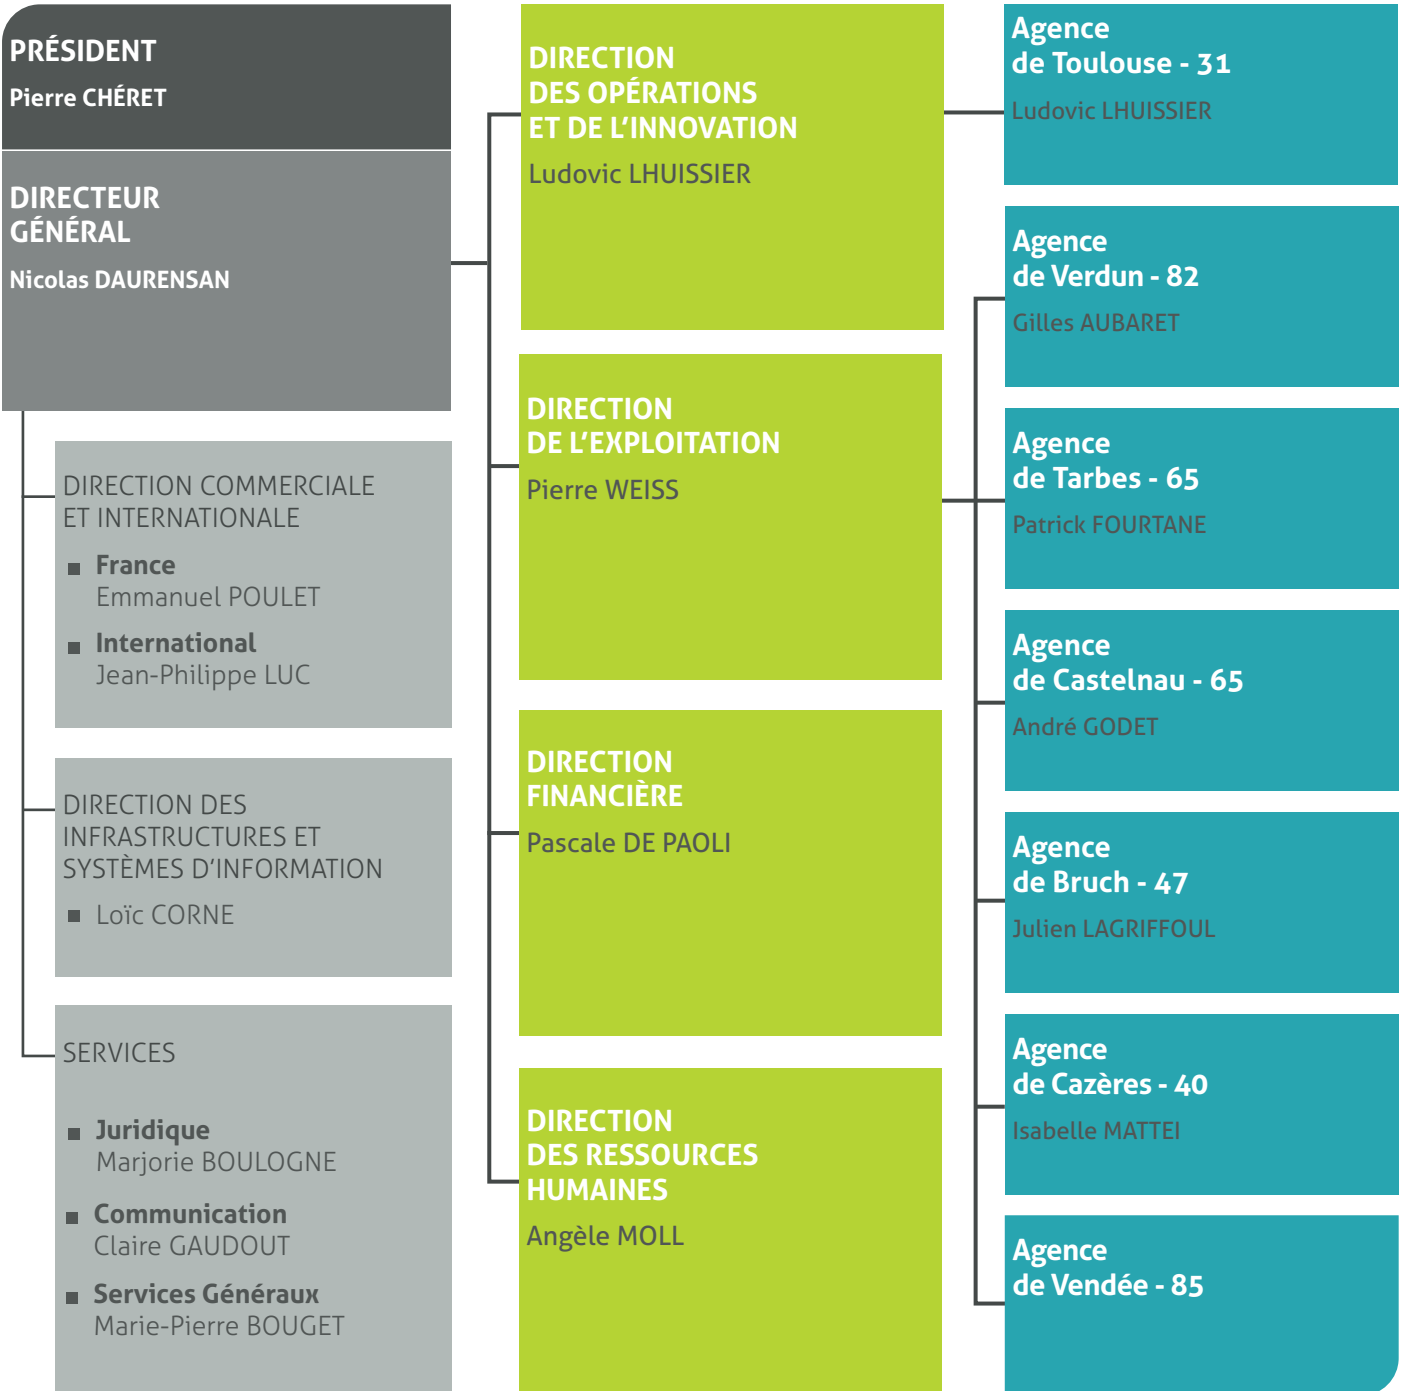 PRÉSIDENT
Pierre CHÉRET
DIRECTEUR
GÉNÉRAL
Nicolas DAURENSAN
DIRECTION COMMERCIALE
ET INTERNATIONALE
France
Emmanuel POULET
International
Jean-Philippe LUC
DIRECTION DES
INFRASTRUCTURES ET
SYSTÈMES D'INFORMATION
Loïc CORNE
SERVICES
Juridique
Marjorie BOULOGNE
Communication
Claire GAUDOUT
Services Généraux
Marie-Pierre BOUGET
DIRECTION
DES OPÉRATIONS
ET DE L'INNOVATION
Ludovic LHUISSIER
DIRECTION
DE L'EXPLOITATION
Pierre WEISS
DIRECTION
FINANCIÈRE
Pascale DE PAOLI
DIRECTION
DES RESSOURCES
HUMAINES
Angèle MOLL
Agence
de Toulouse - 31
Ludovic LHUISSIER
Agence
de Verdun - 82
Gilles AUBARET
Agence
de Tarbes - 65
Patrick FOURTANE
Agence
de Castelnau - 65
André GODET
Agence
de Bruch - 47
Julien LAGRIFFOUL
Agence
de Cazères - 40
Isabelle MATTEI
Agence
de Vendée - 85